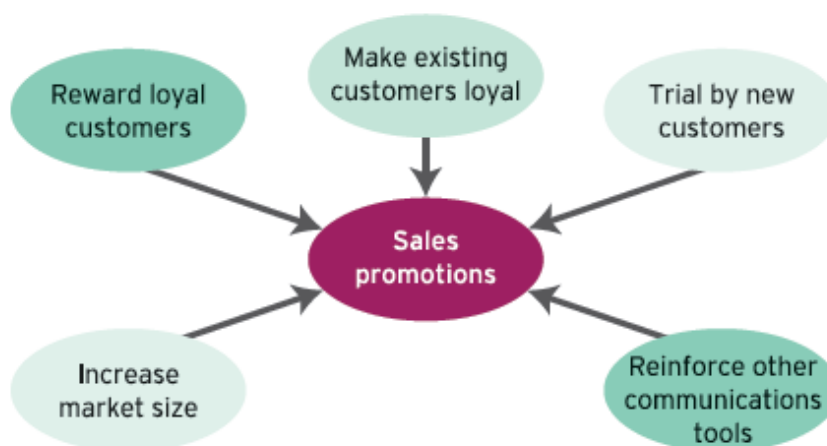 Make existing
customers loyal
Reward loyal
customers
Trial by new
customers
Sales
promotions
Increase
market size
Reinforce other
communications
tools